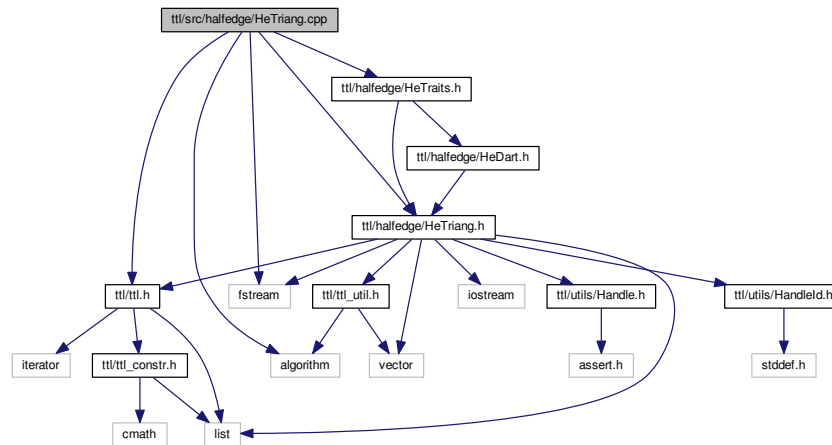 ttl/src/halfedge/HeTriang.cpp
ttl/halfedge/HeTraits.h
ttl/halfedge/HeDart.h
ttl/halfedge/HeTriang.h
ttl/ttl.h
fstream
ttl/ttl_util.h
iostream
ttl/utils/Handle.h
ttl/utils/HandleId.h
iterator
ttl/ttl_constr.h
algorithm
vector
assert.h
stddef.h
cmath
list